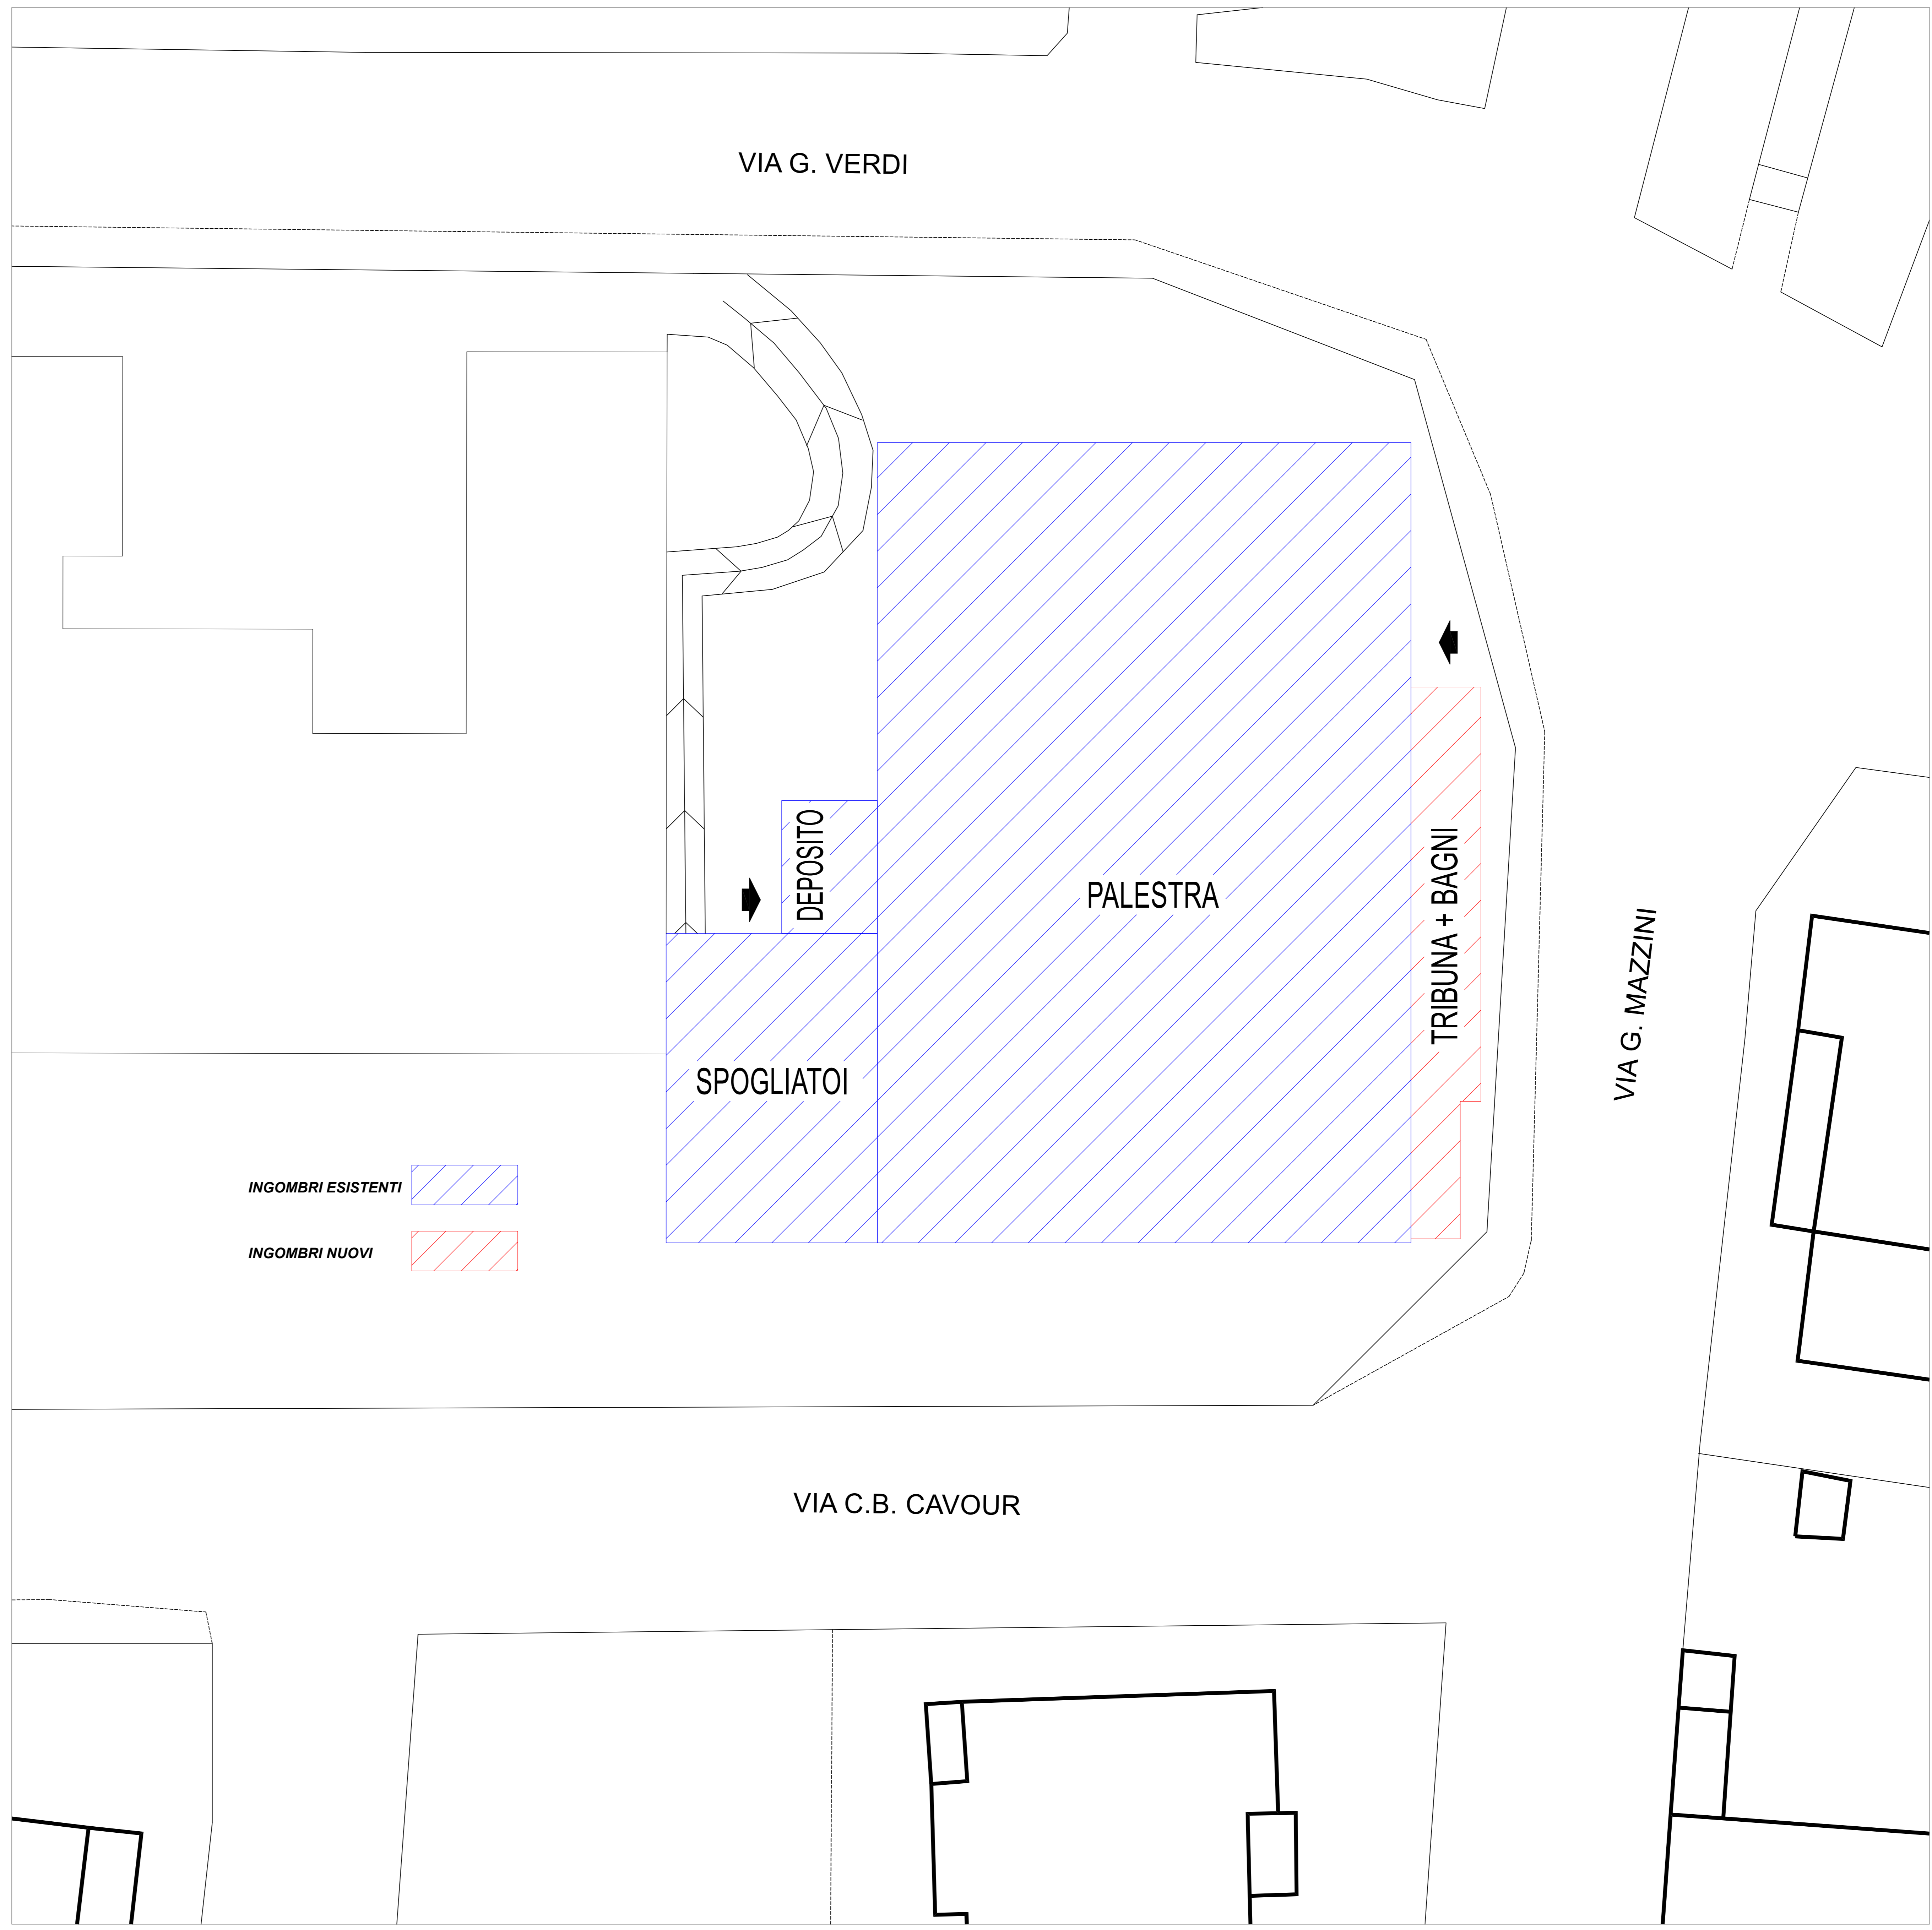 VIA G. VERDI
DEPOSITO
PALESTRA
TRIBUNA + BAGNI
VIA G. MAZZINI
SPOGLIATOI
INGOMBRI ESISTENTI
INGOMBRI NUOVI
VIA C.B. CAVOUR